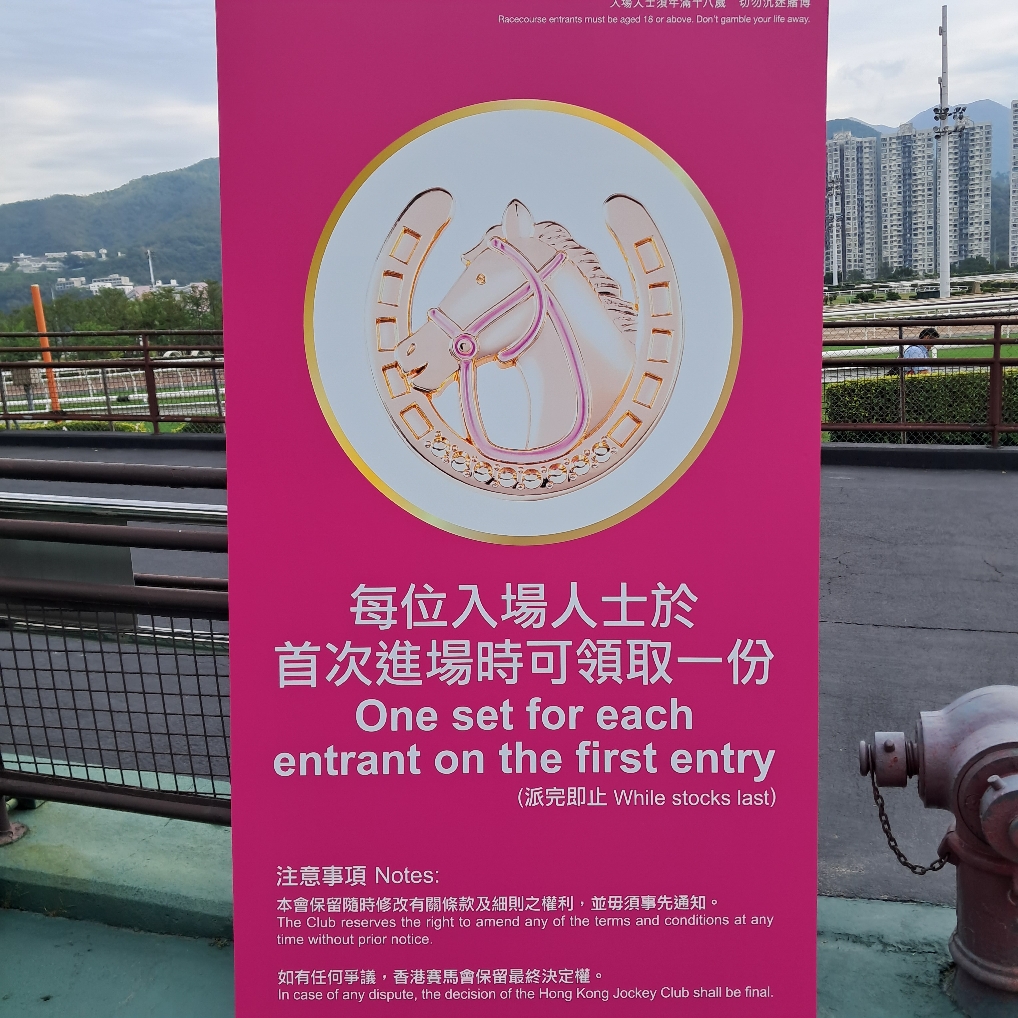 入場人士須年滿十八歲 切勿沉迷賭博
Racecourse entrants must be aged 18 or above. Don't gamble your life away.
每位入場人士於
首次進場時可領取一份
One set for each
entrant on the first entry
(派完即止 While stocks last)
注意事項 Notes:
本會保留隨時修改有關條款及細則之權利，並毋須事先通知。
The Club reserves the right to amend any of the terms and conditions at any
time without prior notice.
如有任何爭議，香港賽馬會保留最終決定權。
In case of any dispute, the decision of the Hong Kong Jockey Club shall be final.